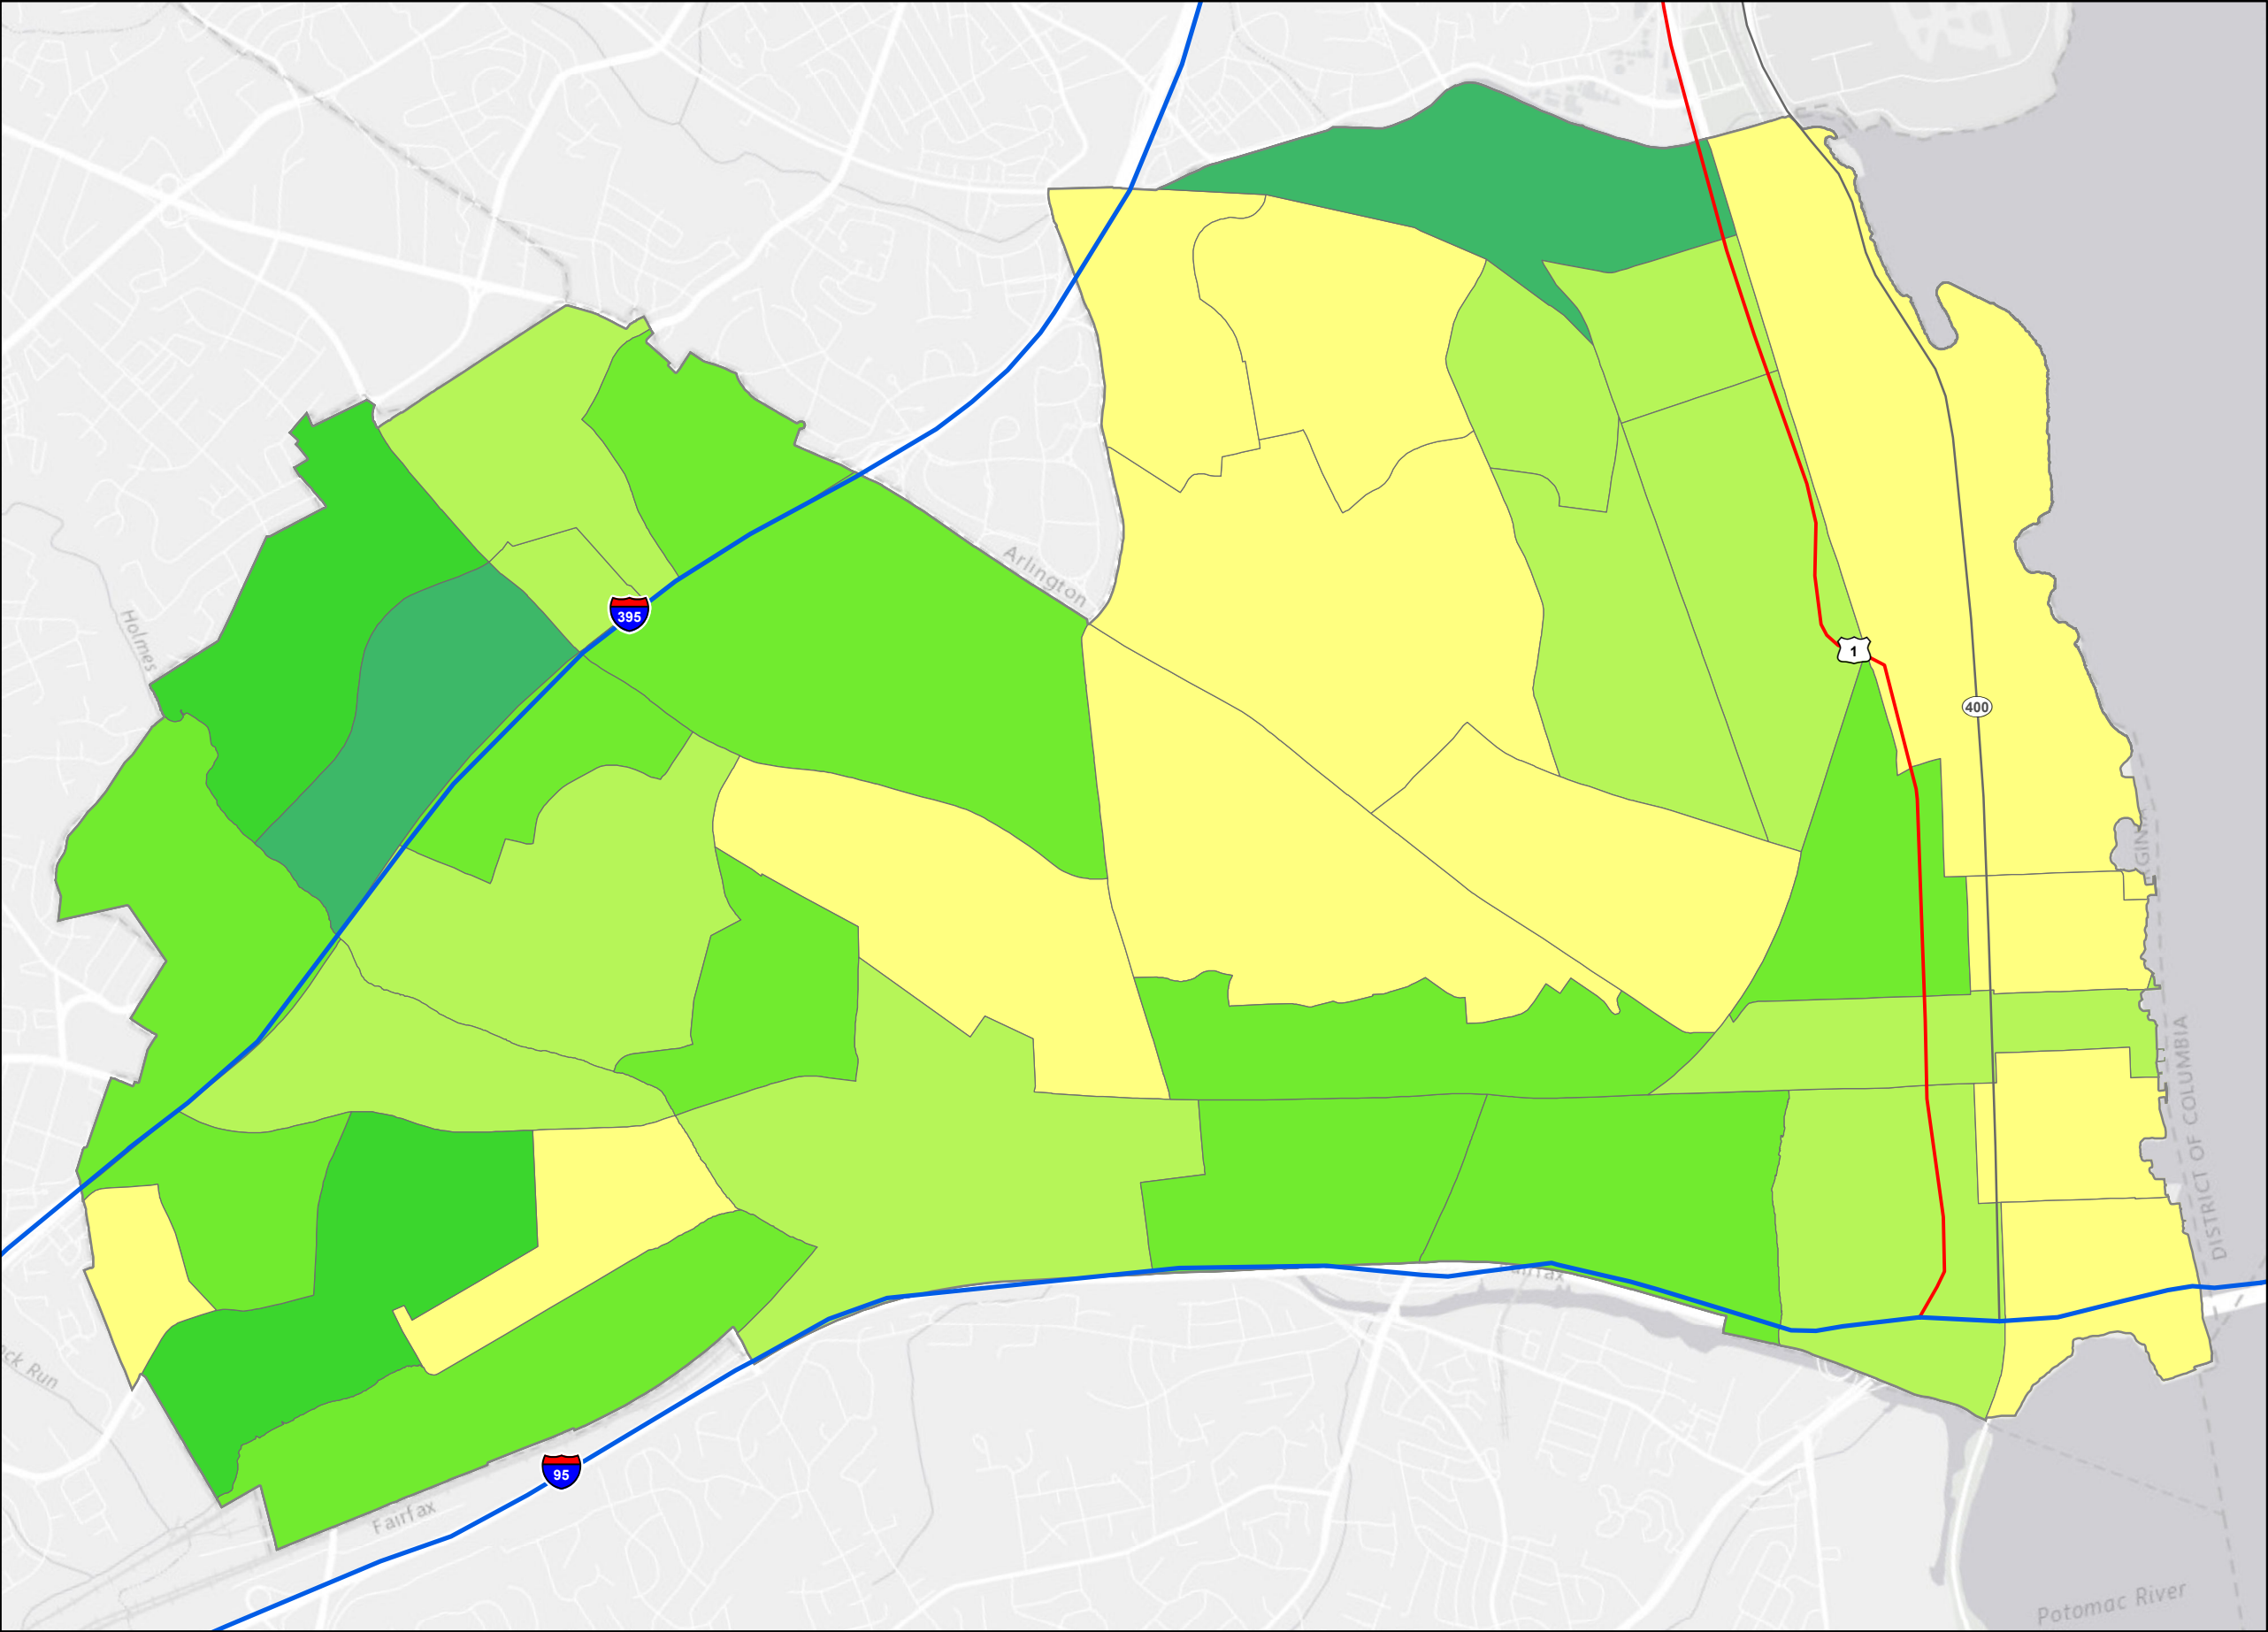 Arlington
Holmes
395
1
400
VIRGINIA
DISTRICT OF COLUMBIA
Fairfax
ck Run
95
Fairfax
Potomac River